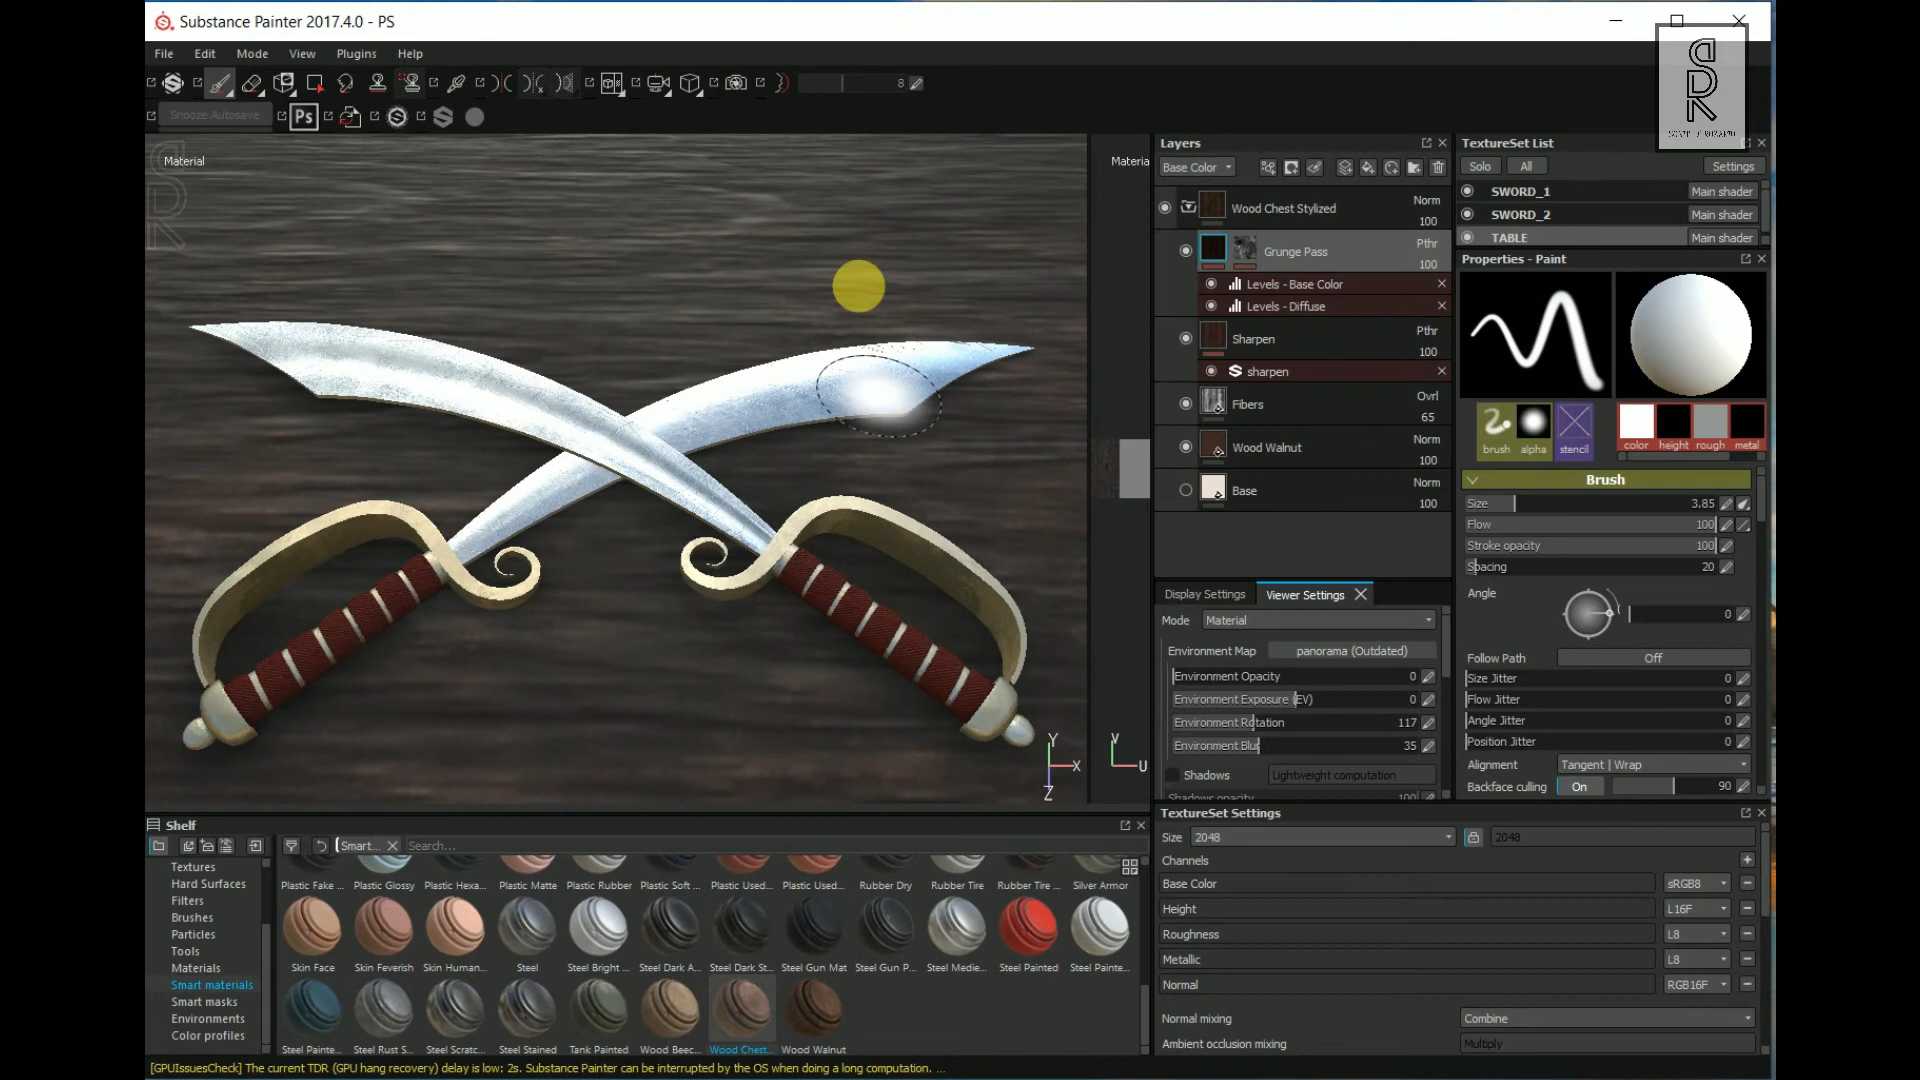 Substance Painter 2017.4.0 - PS
File Edit Mode View Plugins Help
8
Snooze Autosave Ps
Material
Materia
SDR
Layers
Base Color
Wood Chest Stylized Norm 100
Grunge Pass Pthr 100
Levels - Base Color
Levels - Diffuse
Sharpen Pthr 100
sharpen
Fibers Ovrl 65
Wood Walnut Norm 100
Base Norm 100
Display Settings Viewer Settings
Mode Material
Environment Map panorama (Outdated)
Environment Opacity 0
Environment Exposure (EV) 0
Environment Rotation 117
Environment Blur 35
Shadows Lightweight computation
Shadows opacity 100
TextureSet List
Solo All Settings
SWORD_1 Main shader
SWORD_2 Main shader
TABLE Main shader
Properties - Paint
brush alpha stencil color height rough metal
Brush
Size 3.85
Flow 100
Stroke opacity 100
Spacing 20
Angle 0
Follow Path Off
Size Jitter 0
Flow Jitter 0
Angle Jitter 0
Position Jitter 0
Alignment Tangent | Wrap
Backface culling On 90
Y
X
Z
V
U
TextureSet Settings
Size 2048 2048
Channels
Base Color sRGB8
Height L16F
Roughness L8
Metallic L8
Normal RGB16F
Normal mixing Combine
Ambient occlusion mixing Multiply
Shelf
Smart... Search...
Textures
Hard Surfaces
Filters
Brushes
Particles
Tools
Materials
Smart materials
Smart masks
Environments
Color profiles
Plastic Fake ... Plastic Glossy Plastic Hexa... Plastic Matte Plastic Rubber Plastic Soft ... Plastic Used... Plastic Used... Rubber Dry Rubber Tire Rubber Tire ... Silver Armor
Skin Face Skin Feverish Skin Human... Steel Steel Bright ... Steel Dark A... Steel Dark St... Steel Gun Mat Steel Gun P... Steel Medie... Steel Painted Steel Painte...
Steel Painte... Steel Rust S... Steel Scratc... Steel Stained Tank Painted Wood Beec... Wood Chest... Wood Walnut
[GPUIssuesCheck] The current TDR (GPU hang recovery) delay is low: 2s. Substance Painter can be interrupted by the OS when doing a long computation. ...